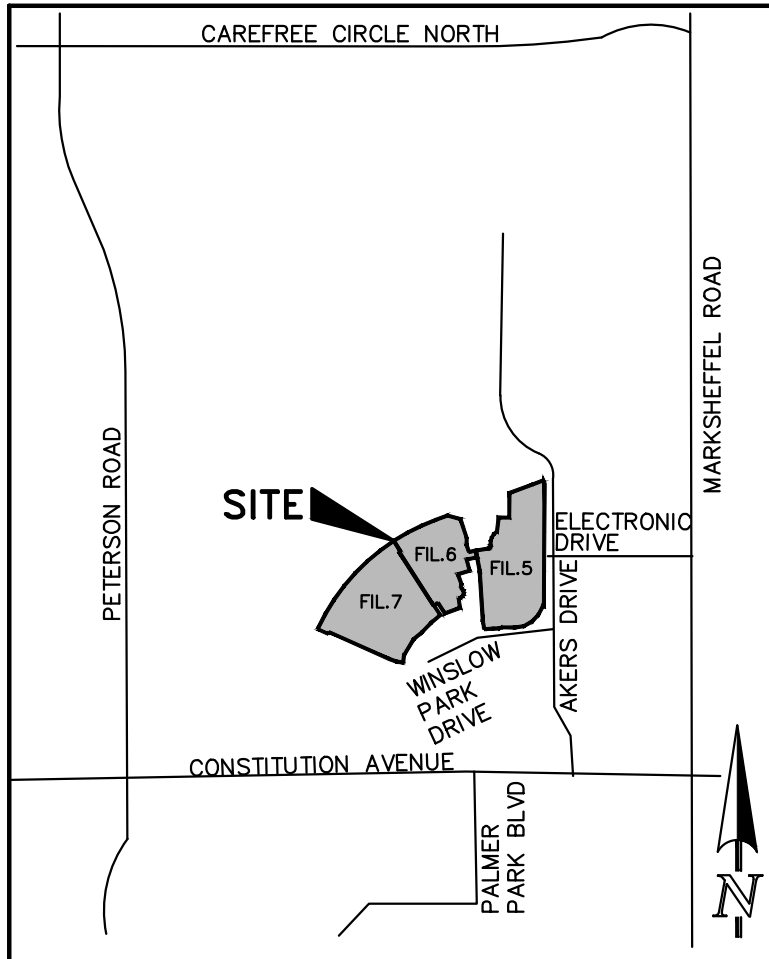 CAREFREE CIRCLE NORTH
MARKSHEFFEL ROAD
PETERSON ROAD
SITE
ELECTRONIC
DRIVE
FIL.6
FIL.5
FIL.7
AKERS DRIVE
WINSLOW
PARK
DRIVE
CONSTITUTION AVENUE
PALMER
PARK BLVD
N